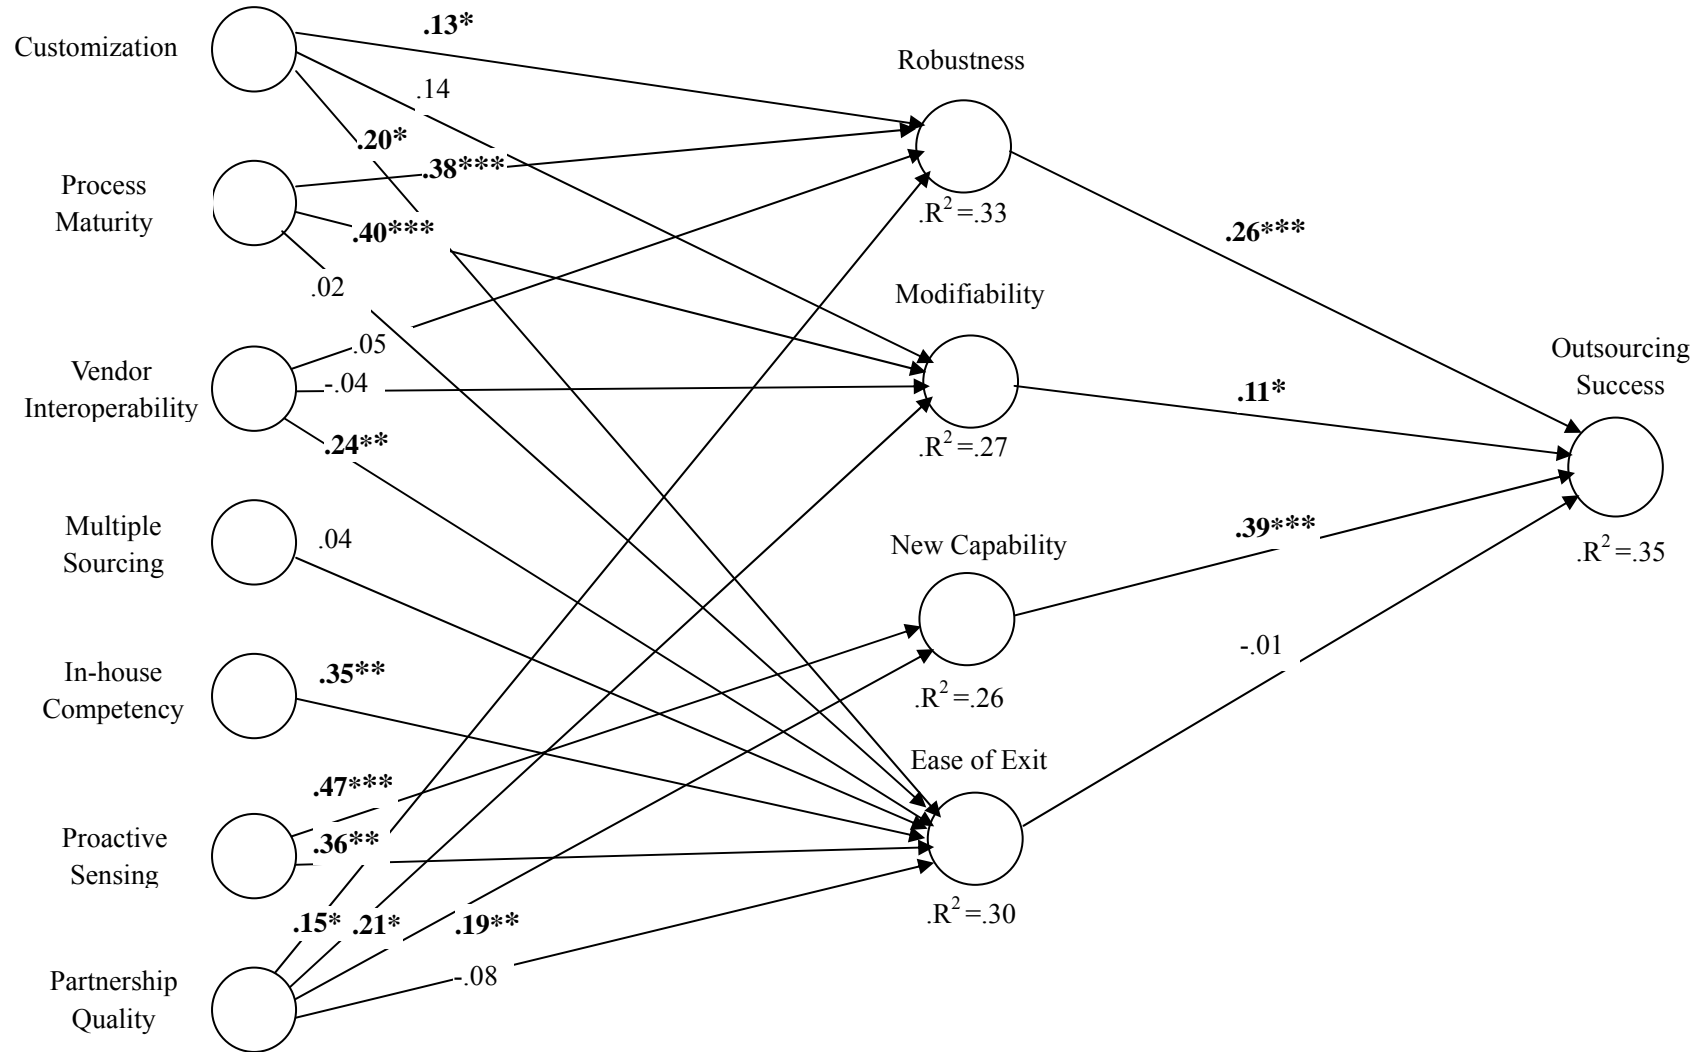 Customization
.13*
.14
.20*
Process
Maturity
.38***
.40***
.02
Vendor
Interoperability
.05
-.04
.24**
Multiple
Sourcing
.04
In-house
Competency
.35**
Proactive
Sensing
.47***
.36**
Partnership
Quality
.15*
.21*
.19**
-.08
Robustness
.R²=.33
Modifiability
.R²=.27
New Capability
.R²=.26
Ease of Exit
.R²=.30
.26***
.11*
.39***
-.01
Outsourcing
Success
.R²=.35